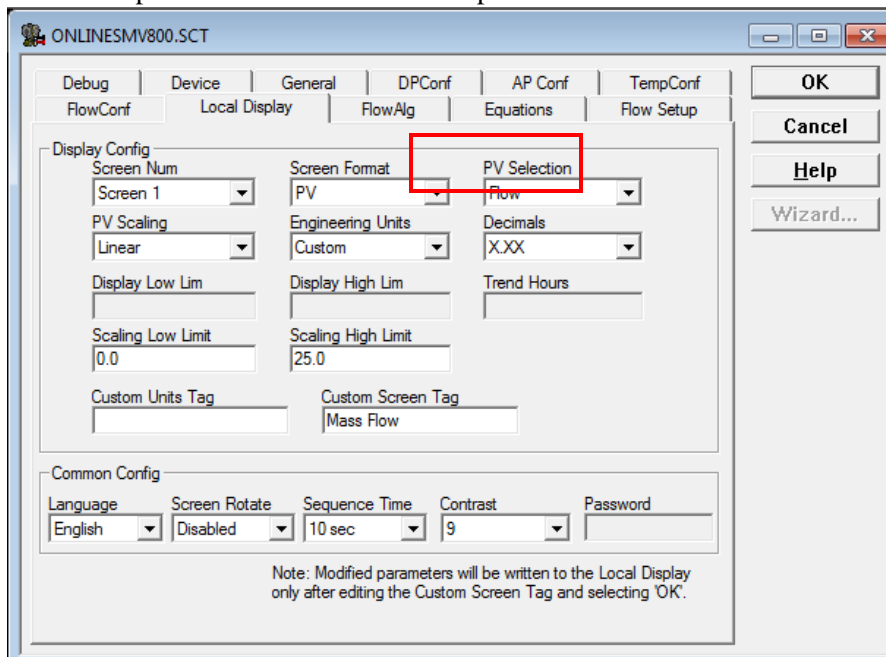 ONLINESMV800.SCT
Debug Device General DPConf AP Conf TempConf
FlowConf Local Display FlowAlg Equations Flow Setup
OK
Cancel
Help
Wizard...
Display Config
Screen Num Screen Format PV Selection
Screen 1 PV Flow
PV Scaling Engineering Units Decimals
Linear Custom X.XX
Display Low Lim Display High Lim Trend Hours
Scaling Low Limit Scaling High Limit
0.0 25.0
Custom Units Tag Custom Screen Tag
Mass Flow
Common Config
Language Screen Rotate Sequence Time Contrast Password
English Disabled 10 sec 9
Note: Modified parameters will be written to the Local Display
only after editing the Custom Screen Tag and selecting 'OK'.